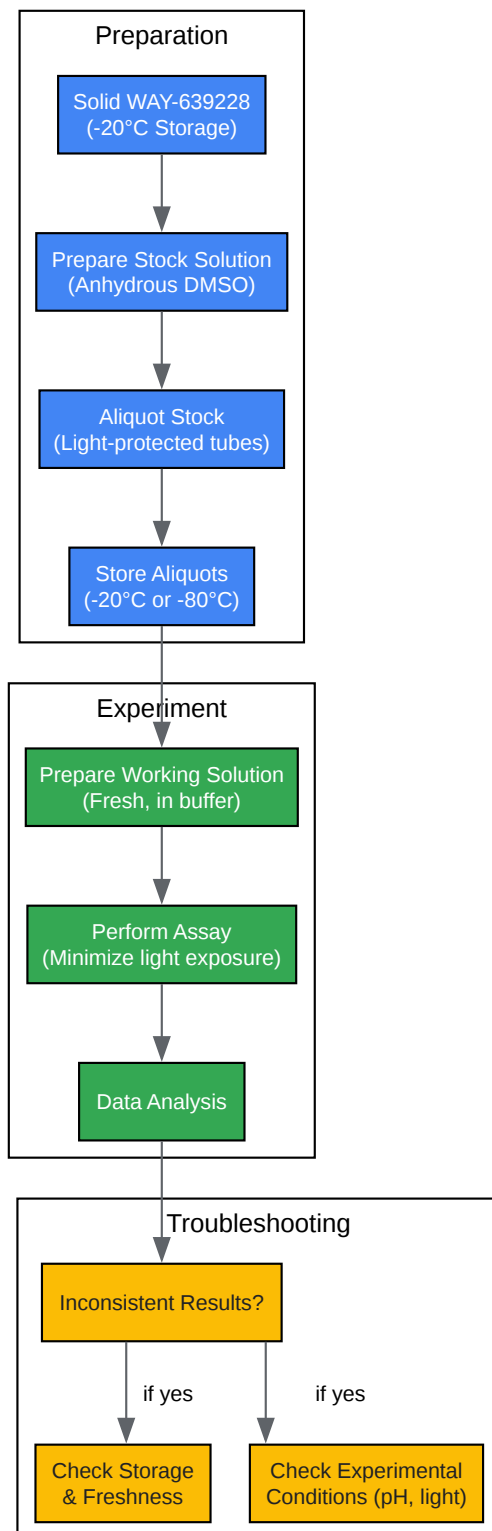 Preparation
Solid WAY-639228
(-20°C Storage)
Prepare Stock Solution
(Anhydrous DMSO)
Aliquot Stock
(Light-protected tubes)
Store Aliquots
(-20°C or -80°C)
Experiment
Prepare Working Solution
(Fresh, in buffer)
Perform Assay
(Minimize light exposure)
Data Analysis
Troubleshooting
Inconsistent Results?
if yes
if yes
Check Storage
& Freshness
Check Experimental
Conditions (pH, light)